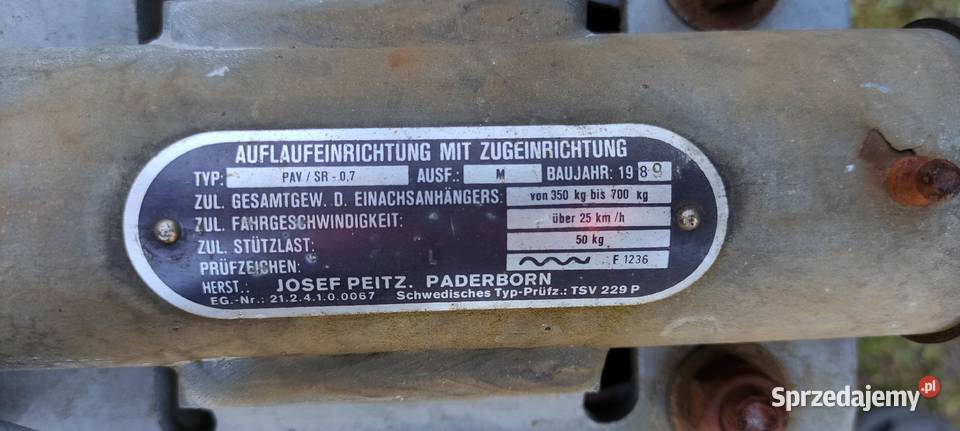 AUFLAUFEINRICHTUNG MIT ZUGEINRICHTUNG
TYP: PAV / SR - 0,7 AUSF.: M BAUJAHR: 19 89
ZUL. GESAMTGEW. D. EINACHSANHÄNGERS: von 350 kg bis 700 kg
ZUL. FAHRGESCHWINDIGKEIT: über 25 km/h
ZUL. STÜTZLAST: 50 kg
PRÜFZEICHEN: F 1236
HERST.: JOSEF PEITZ. PADERBORN
EG.-Nr.: 21.2.4.1.0.0067 Schwedisches Typ-Prüfz.: TSV 229 P
Sprzedajemy.pl